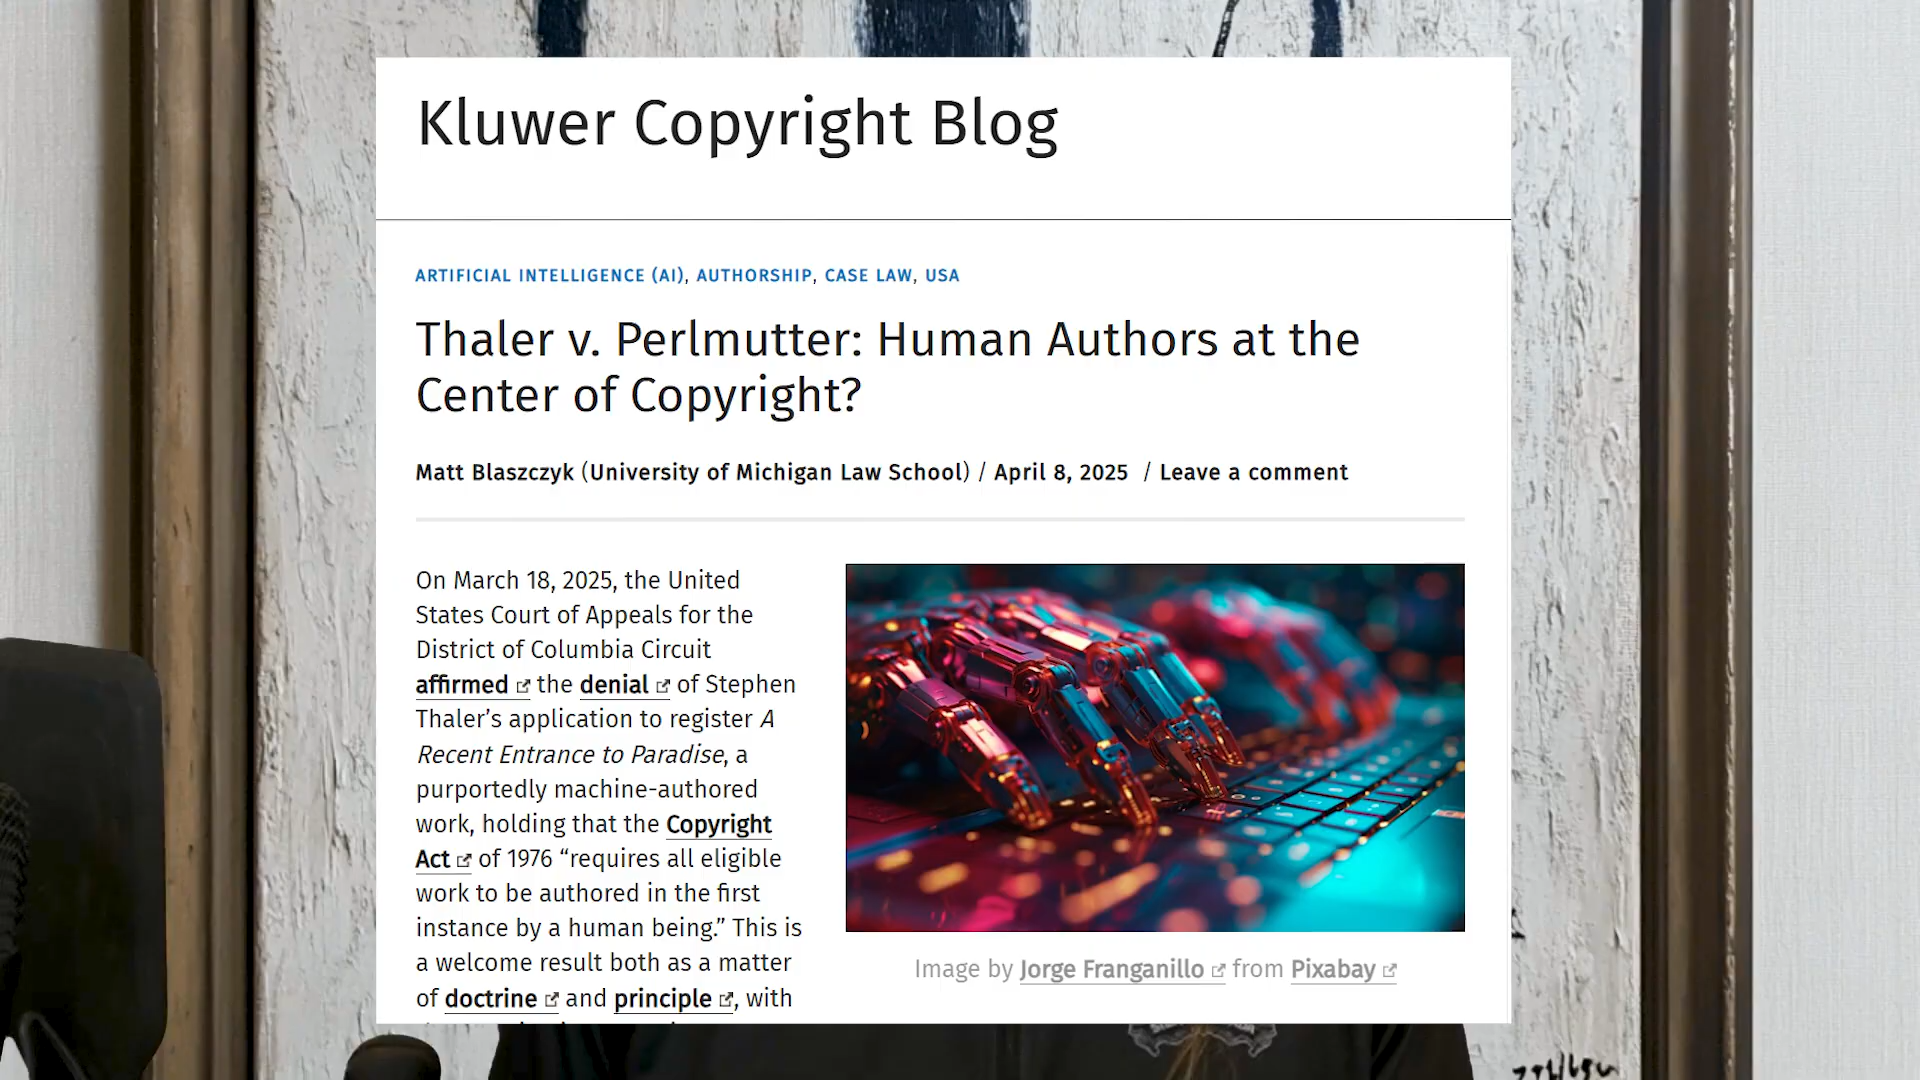 Kluwer Copyright Blog
ARTIFICIAL INTELLIGENCE (AI), AUTHORSHIP, CASE LAW, USA
Thaler v. Perlmutter: Human Authors at the
Center of Copyright?
Matt Blaszczyk (University of Michigan Law School) / April 8, 2025 / Leave a comment
On March 18, 2025, the United
States Court of Appeals for the
District of Columbia Circuit
affirmed the denial of Stephen
Thaler’s application to register A
Recent Entrance to Paradise, a
purportedly machine-authored
work, holding that the Copyright
Act of 1976 “requires all eligible
work to be authored in the first
instance by a human being.” This is
a welcome result both as a matter
of doctrine and principle, with
Image by Jorge Franganillo from Pixabay